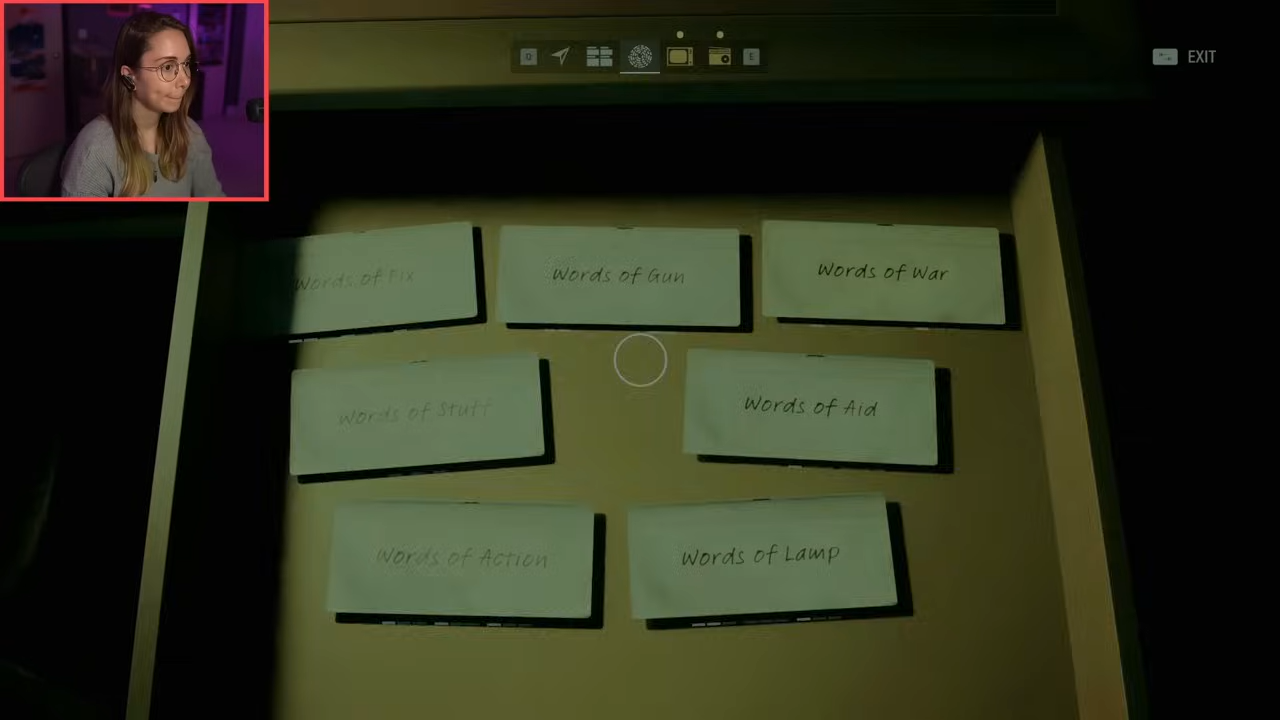 Q
E
EXIT
Words of Fix
Words of Gun
Words of War
Words of Stuff
Words of Aid
Words of Action
Words of Lamp